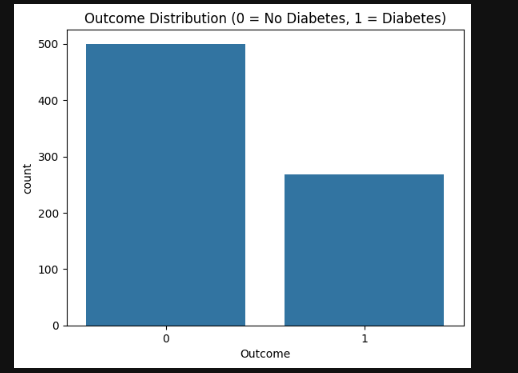 Outcome Distribution (0 = No Diabetes, 1 = Diabetes)
500
400
300
200
100
0
count
0 1
Outcome